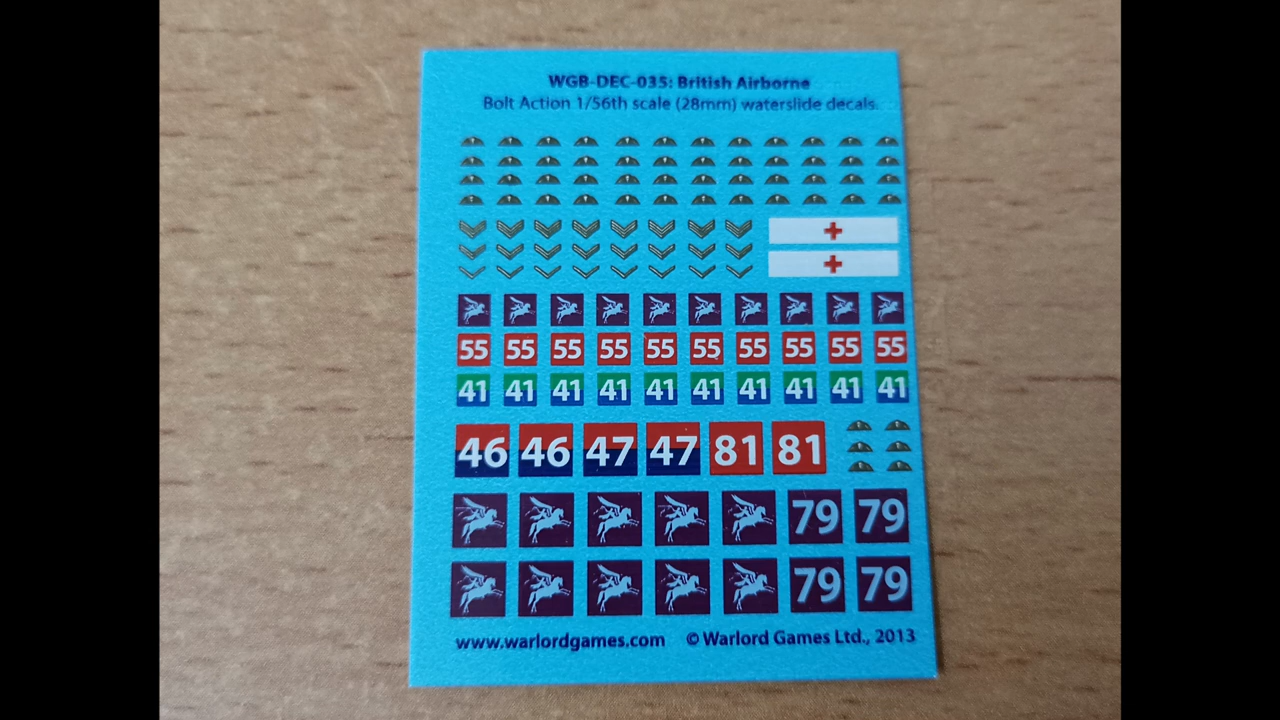 WGB-DEC-035: British Airborne
Bolt Action 1/56th scale (28mm) waterslide decals.
55 55 55 55 55 55 55 55 55 55
41 41 41 41 41 41 41 41 41 41
46 46 47 47 81 81
79 79
79 79
www.warlordgames.com © Warlord Games Ltd., 2013